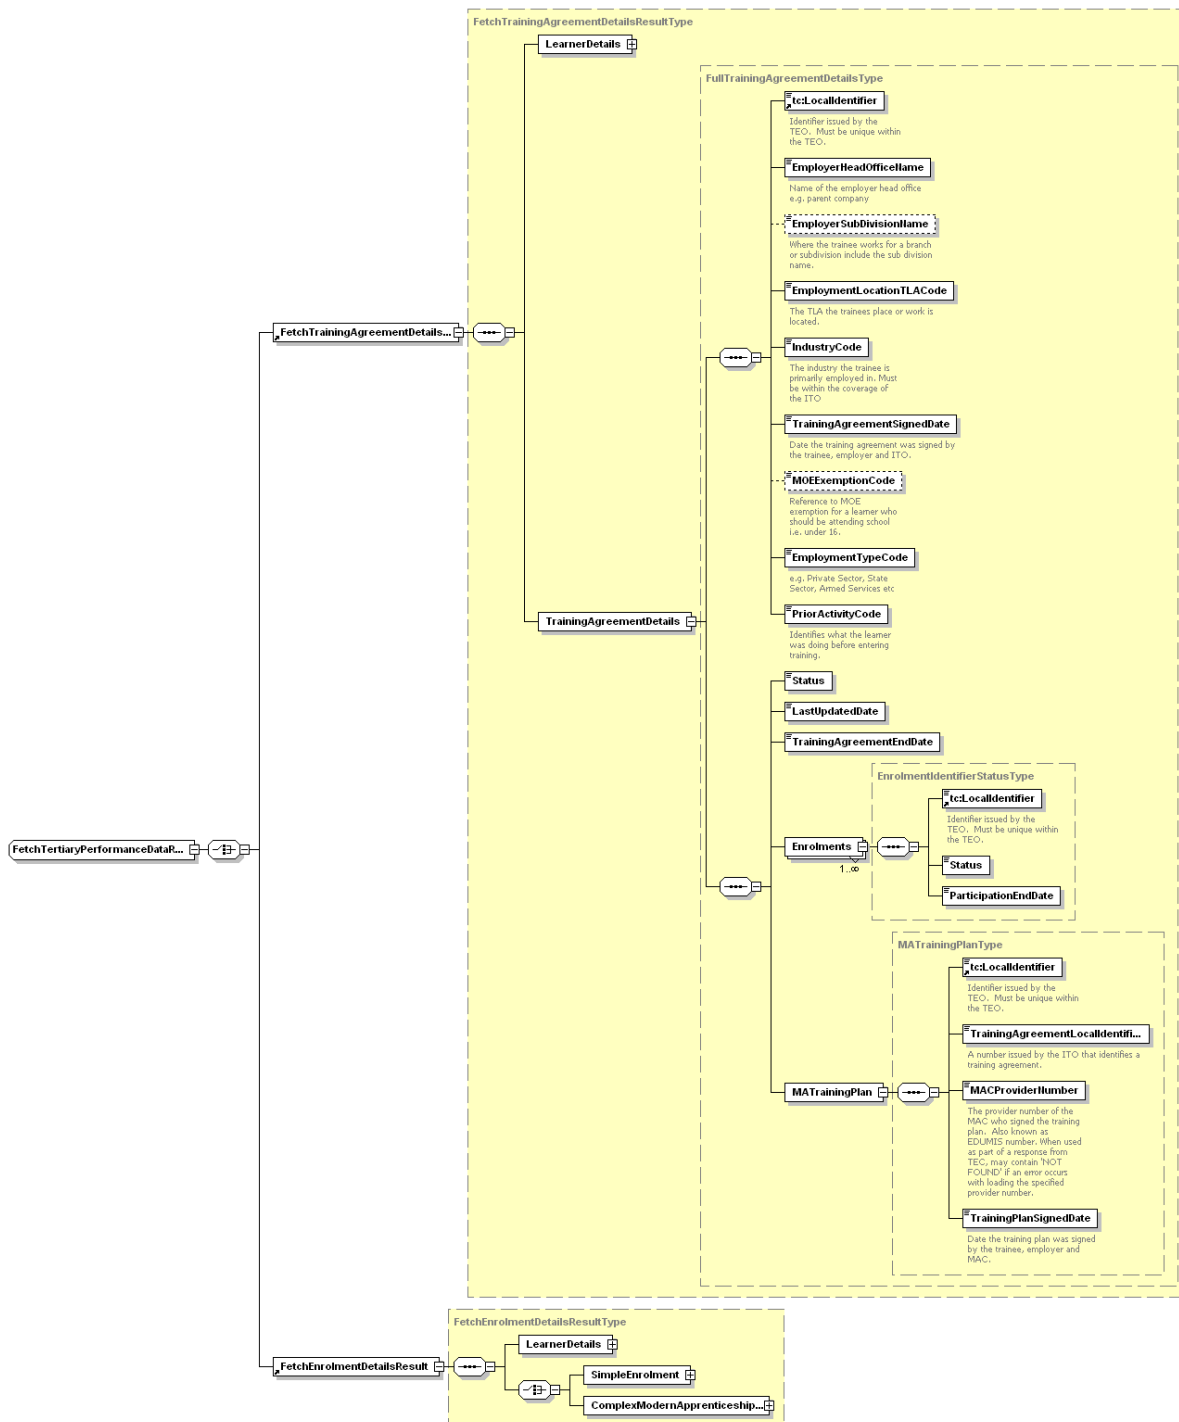 FetchTrainingAgreementDetailsResultType
LearnerDetails
FullTrainingAgreementDetailsType
tc:LocalIdentifier
Identifier issued by the
TEO.  Must be unique within
the TEO.
EmployerHeadOfficeName
Name of the employer head office
e.g. parent company
EmployerSubDivisionName
Where the trainee works for a branch
or subdivision include the sub division
name.
EmploymentLocationTLACode
The TLA the trainees place or work is
located.
FetchTrainingAgreementDetails...
IndustryCode
The industry the trainee is
primarily employed in. Must
be within the coverage of
the ITO
TrainingAgreementSignedDate
Date the training agreement was signed by
the trainee, employer and ITO.
MOEExemptionCode
Reference to MOE
exemption for a learner who
should be attending school
i.e. under 16.
EmploymentTypeCode
e.g. Private Sector, State
Sector, Armed Services etc
TrainingAgreementDetails
PriorActivityCode
Identifies what the learner
was doing before entering
training.
Status
LastUpdatedDate
TrainingAgreementEndDate
EnrolmentIdentifierStatusType
tc:LocalIdentifier
Identifier issued by the
TEO.  Must be unique within
the TEO.
FetchTertiaryPerformanceDataR...
Enrolments
1..∞
Status
ParticipationEndDate
MATrainingPlanType
tc:LocalIdentifier
Identifier issued by the
TEO.  Must be unique within
the TEO.
TrainingAgreementLocalIdentifi...
A number issued by the ITO that identifies a
training agreement.
MATrainingPlan
MACProviderNumber
The provider number of the
MAC who signed the training
plan.  Also known as
EDUMIS number. When used
as part of a response from
TEC, may contain 'NOT
FOUND' if an error occurs
with loading the specified
provider number.
TrainingPlanSignedDate
Date the training plan was signed
by the trainee, employer and
MAC.
FetchEnrolmentDetailsResultType
LearnerDetails
FetchEnrolmentDetailsResult
SimpleEnrolment
ComplexModernApprenticeship...